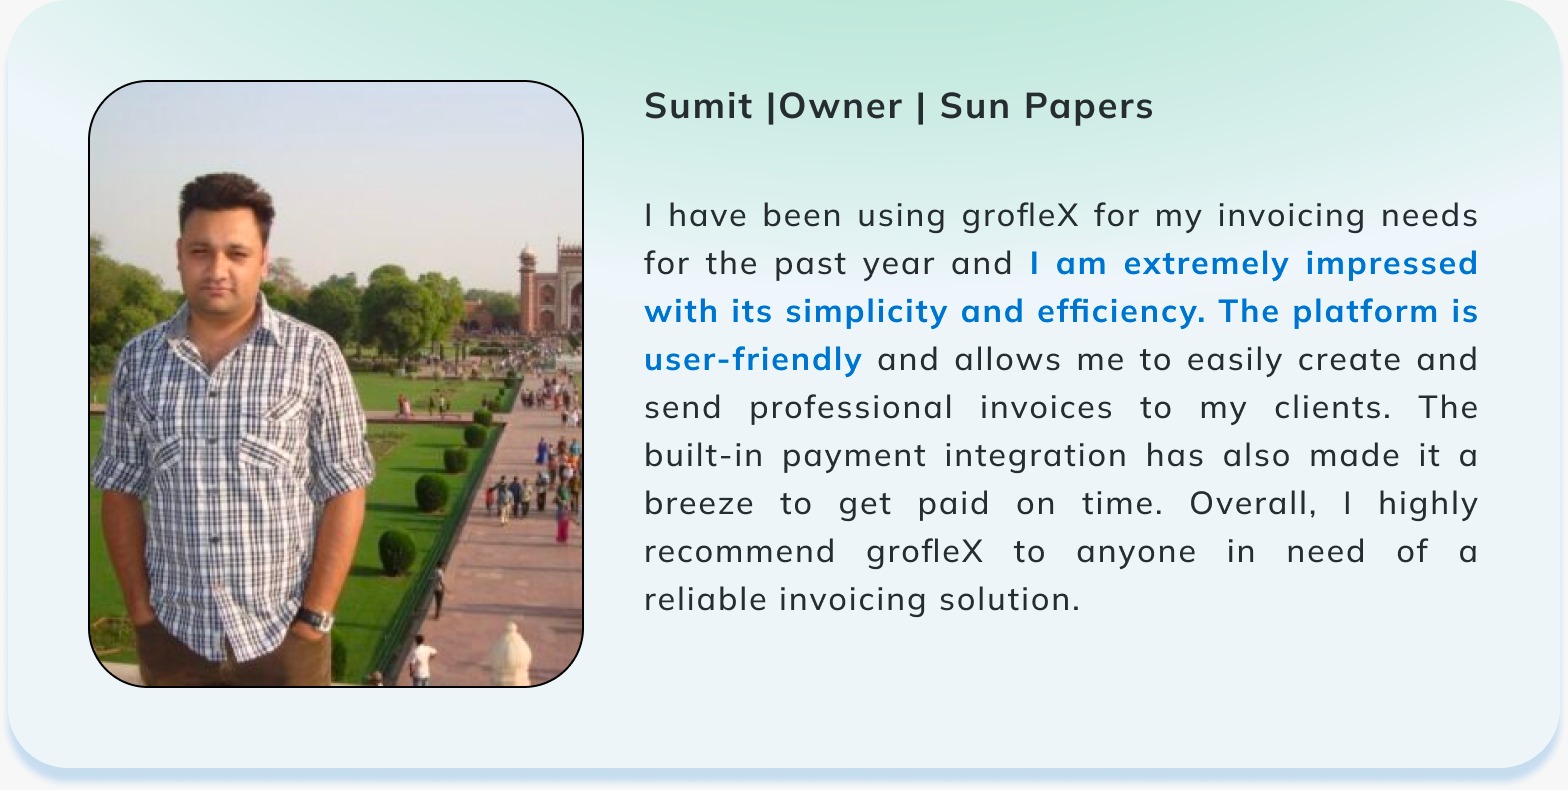 Sumit |Owner | Sun Papers
I have been using grofleX for my invoicing needs
for the past year and I am extremely impressed
with its simplicity and efficiency. The platform is
user-friendly and allows me to easily create and
send professional invoices to my clients. The
built-in payment integration has also made it a
breeze to get paid on time. Overall, I highly
recommend grofleX to anyone in need of a
reliable invoicing solution.